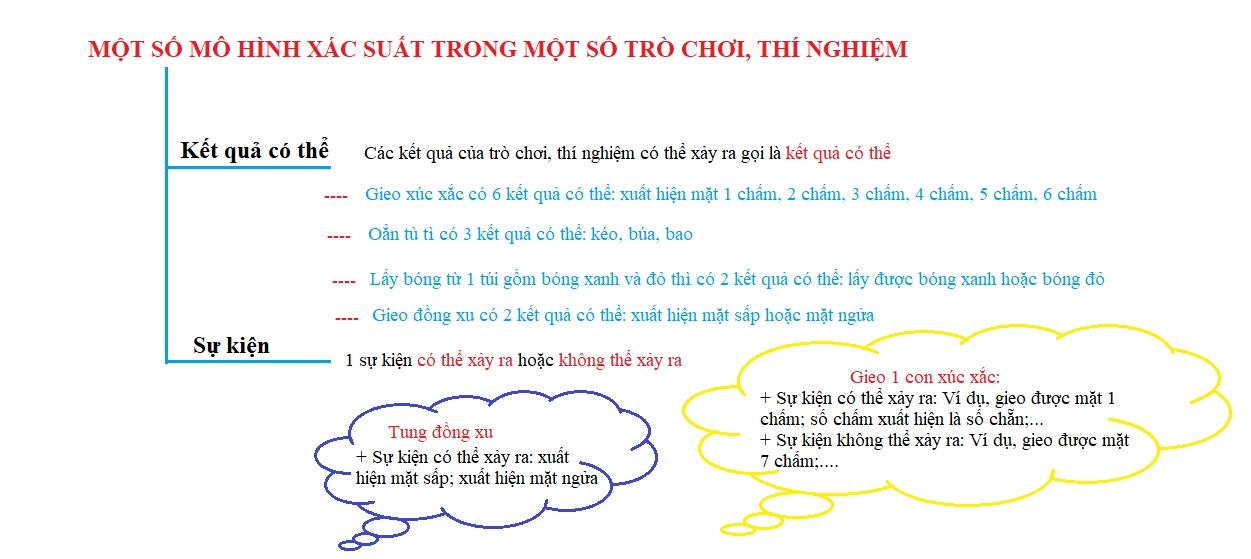 MỘT SỐ MÔ HÌNH XÁC SUẤT TRONG MỘT SỐ TRÒ CHƠI, THÍ NGHIỆM
Kết quả có thể
Các kết quả của trò chơi, thí nghiệm có thể xảy ra gọi là kết quả có thể
---- Gieo xúc xắc có 6 kết quả có thể: xuất hiện mặt 1 chấm, 2 chấm, 3 chấm, 4 chấm, 5 chấm, 6 chấm
---- Oẳn tù tì có 3 kết quả có thể: kéo, búa, bao
---- Lấy bóng từ 1 túi gồm bóng xanh và đỏ thì có 2 kết quả có thể: lấy được bóng xanh hoặc bóng đỏ
---- Gieo đồng xu có 2 kết quả có thể: xuất hiện mặt sấp hoặc mặt ngửa
Sự kiện
1 sự kiện có thể xảy ra hoặc không thể xảy ra
Tung đồng xu
+ Sự kiện có thể xảy ra: xuất
hiện mặt sấp; xuất hiện mặt ngửa
Gieo 1 con xúc xắc:
+ Sự kiện có thể xảy ra: Ví dụ, gieo được mặt 1
chấm; số chấm xuất hiện là số chẵn;...
+ Sự kiện không thể xảy ra: Ví dụ, gieo được mặt
7 chấm;....